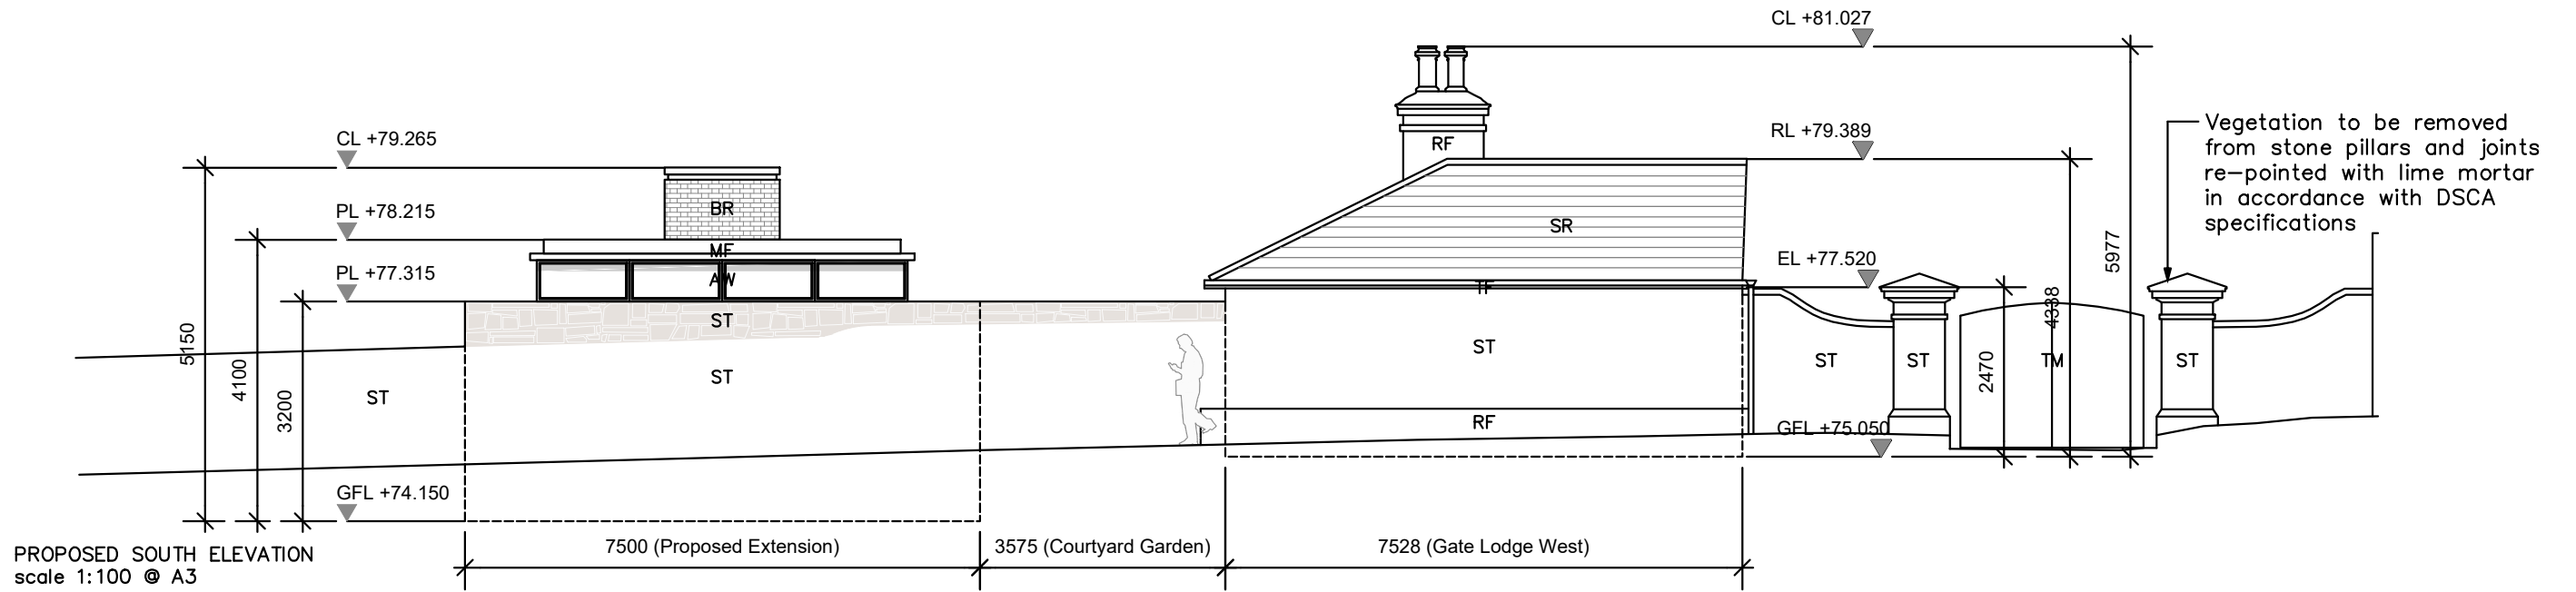 CL +81.027
Vegetation to be removed
from stone pillars and joints
re-pointed with lime mortar
in accordance with DSCA
specifications
CL +79.265
RL +79.389
RF
PL +78.215
BR
SR
5977
MF
PL +77.315
AW
EL +77.520
TF
4338
ST
ST
ST
ST
ST
TM
ST
5150
4100
3200
ST
2470
RF
GFL +75.050
GFL +74.150
7500 (Proposed Extension)
3575 (Courtyard Garden)
7528 (Gate Lodge West)
PROPOSED SOUTH ELEVATION
scale 1:100 @ A3